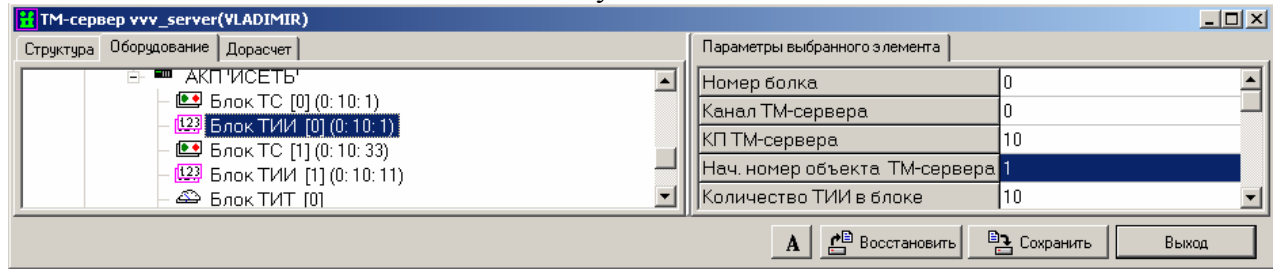 ТМ-сервер vvv_server(VLADIMIR)
Структура Оборудование Дорасчет
Параметры выбранного элемента
АКП 'ИСЕТЬ'
Блок ТС [0] (0: 10: 1)
Блок ТИИ [0] (0: 10: 1)
Блок ТС [1] (0: 10: 33)
Блок ТИИ [1] (0: 10: 11)
Блок ТИТ [0]
Номер болка 0
Канал ТМ-сервера 0
КП ТМ-сервера 10
Нач. номер объекта ТМ-сервера 1
Количество ТИИ в блоке 10
А Восстановить Сохранить Выход